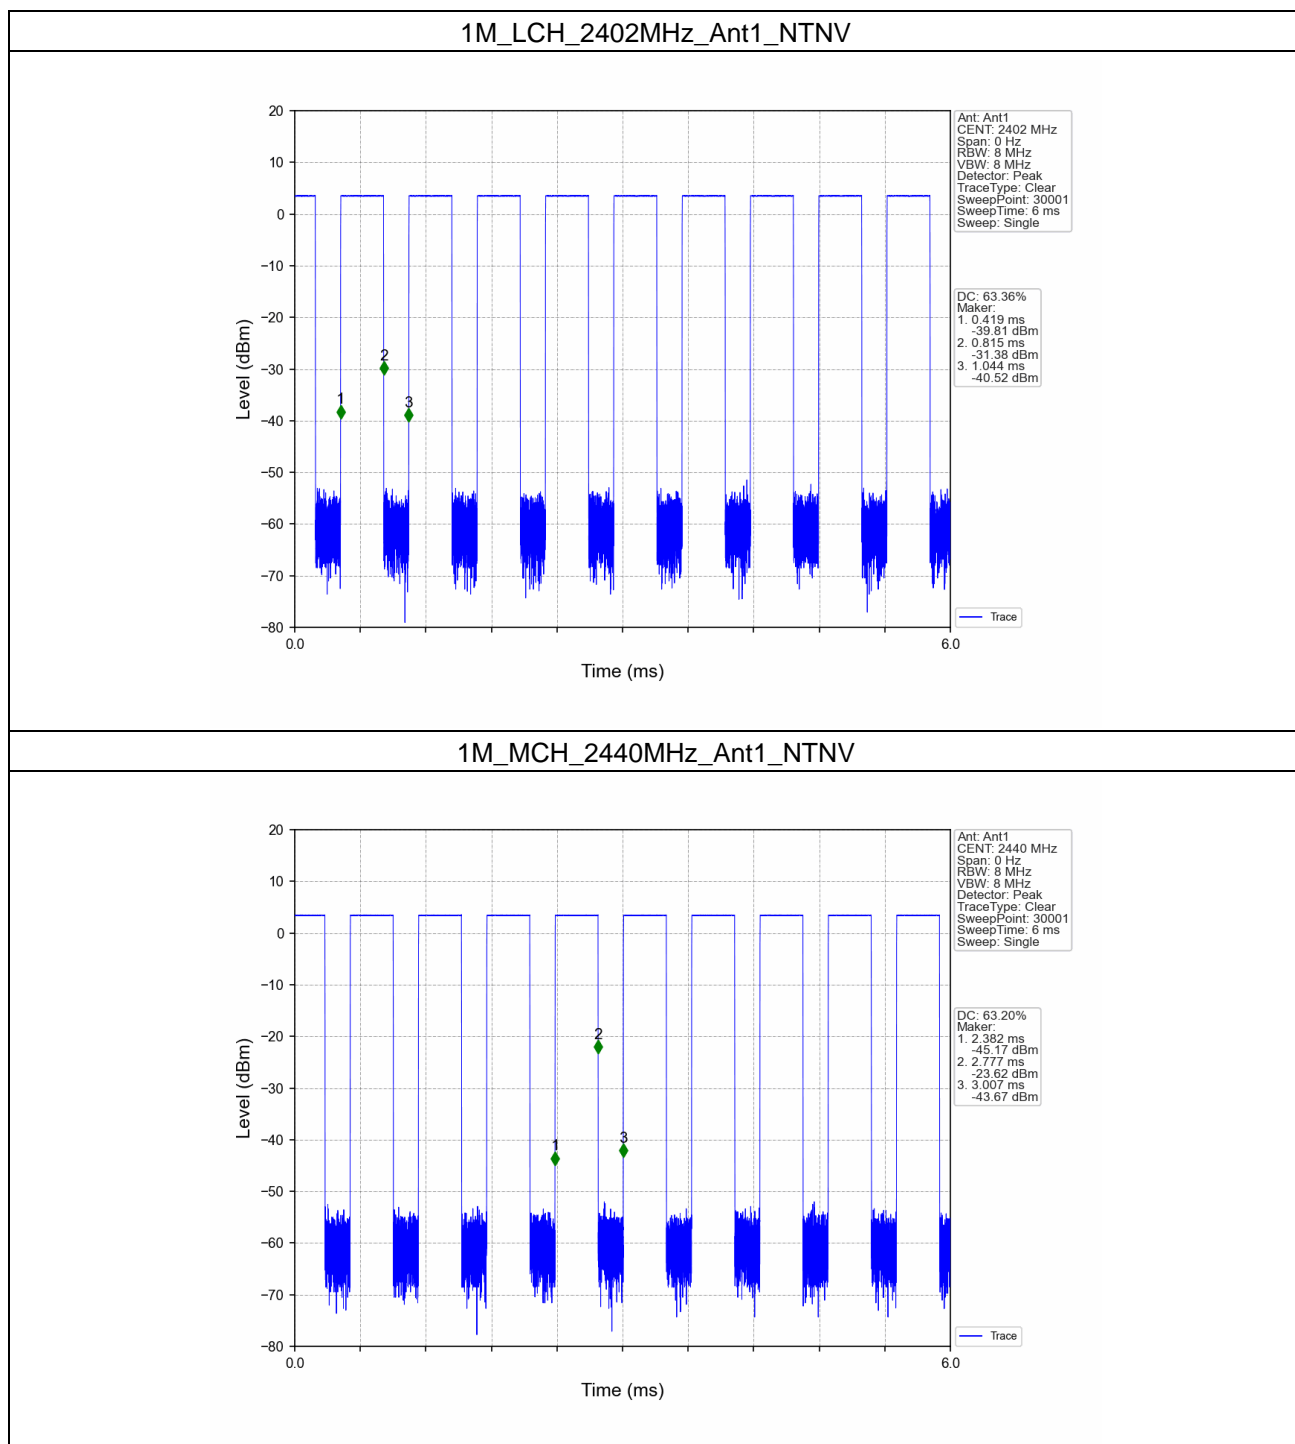 1M_LCH_2402MHz_Ant1_NTNV
20
10
0
−10
−20
−30
−40
−50
−60
−70
−80
Level (dBm)
0.0
6.0
Time (ms)
1
2
3
Ant: Ant1
CENT: 2402 MHz
Span: 0 Hz
RBW: 8 MHz
VBW: 8 MHz
Detector: Peak
TraceType: Clear
SweepPoint: 30001
SweepTime: 6 ms
Sweep: Single
DC: 63.36%
Maker:
1. 0.419 ms
-39.81 dBm
2. 0.815 ms
-31.38 dBm
3. 1.044 ms
-40.52 dBm
Trace
1M_MCH_2440MHz_Ant1_NTNV
20
10
0
−10
−20
−30
−40
−50
−60
−70
−80
Level (dBm)
0.0
6.0
Time (ms)
1
2
3
Ant: Ant1
CENT: 2440 MHz
Span: 0 Hz
RBW: 8 MHz
VBW: 8 MHz
Detector: Peak
TraceType: Clear
SweepPoint: 30001
SweepTime: 6 ms
Sweep: Single
DC: 63.20%
Maker:
1. 2.382 ms
-45.17 dBm
2. 2.777 ms
-23.62 dBm
3. 3.007 ms
-43.67 dBm
Trace